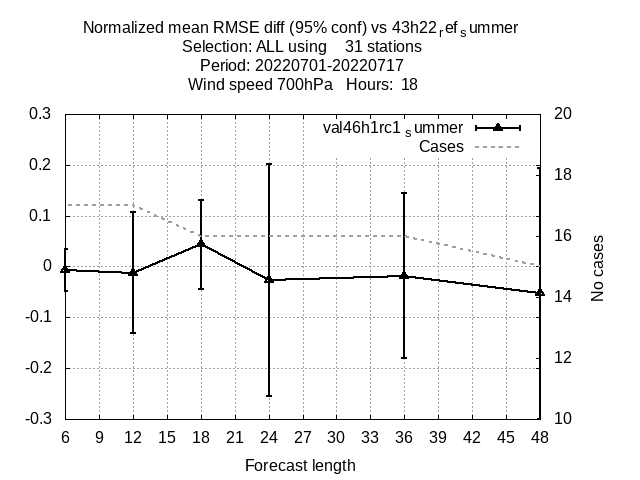 Normalized mean RMSE diff (95% conf) vs 43h22refsummer
Selection: ALL using 31 stations
Period: 20220701-20220717
Wind speed 700hPa Hours: 18
val46h1rc1summer
Cases
0.3
0.2
0.1
0
-0.1
-0.2
-0.3
20
18
16
14
12
10
No cases
6 9 12 15 18 21 24 27 30 33 36 39 42 45 48
Forecast length